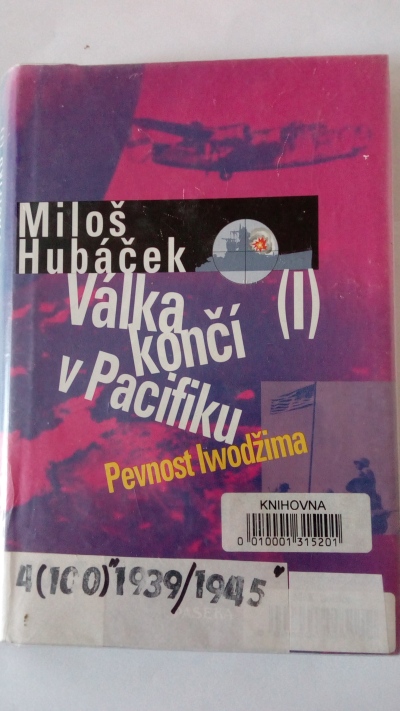 Miloš
Hubáček
Válka
končí
(I)
v Pacifiku
Pevnost Iwodžima
KNIHOVNA
0 010001 315201
4(100)"1939/1945"